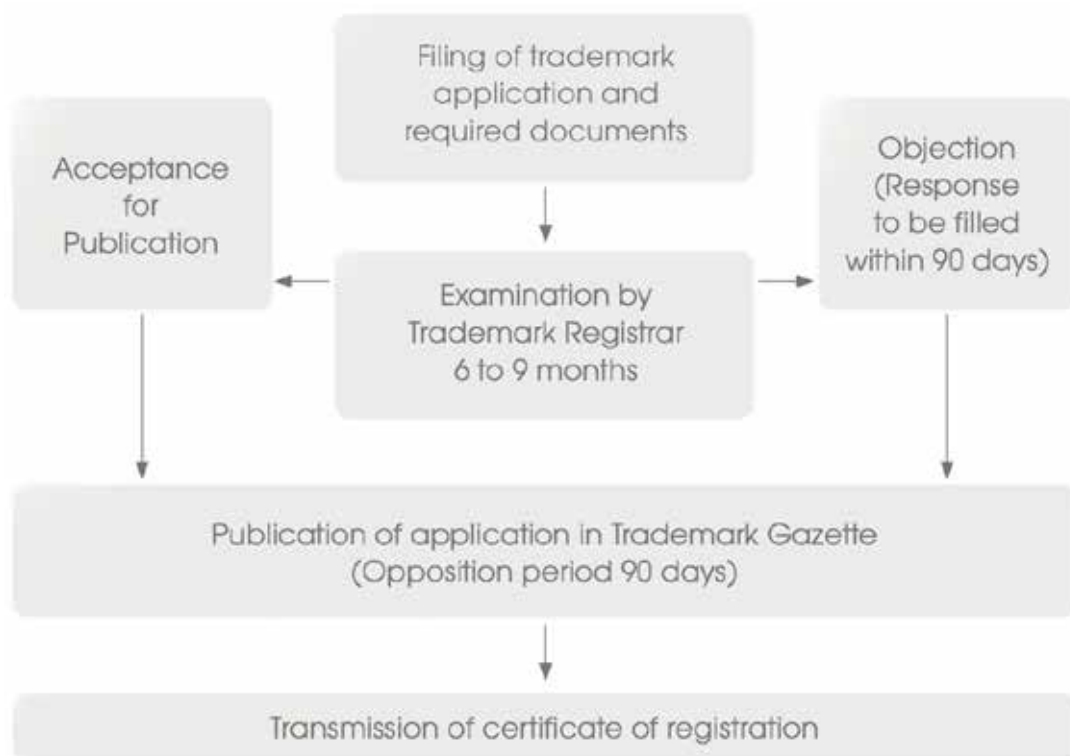 Filing of trademark
application and
required documents
Acceptance
for
Publication
Objection
(Response
to be filled
within 90 days)
Examination by
Trademark Registrar
6 to 9 months
Publication of application in Trademark Gazette
(Opposition period 90 days)
Transmission of certificate of registration